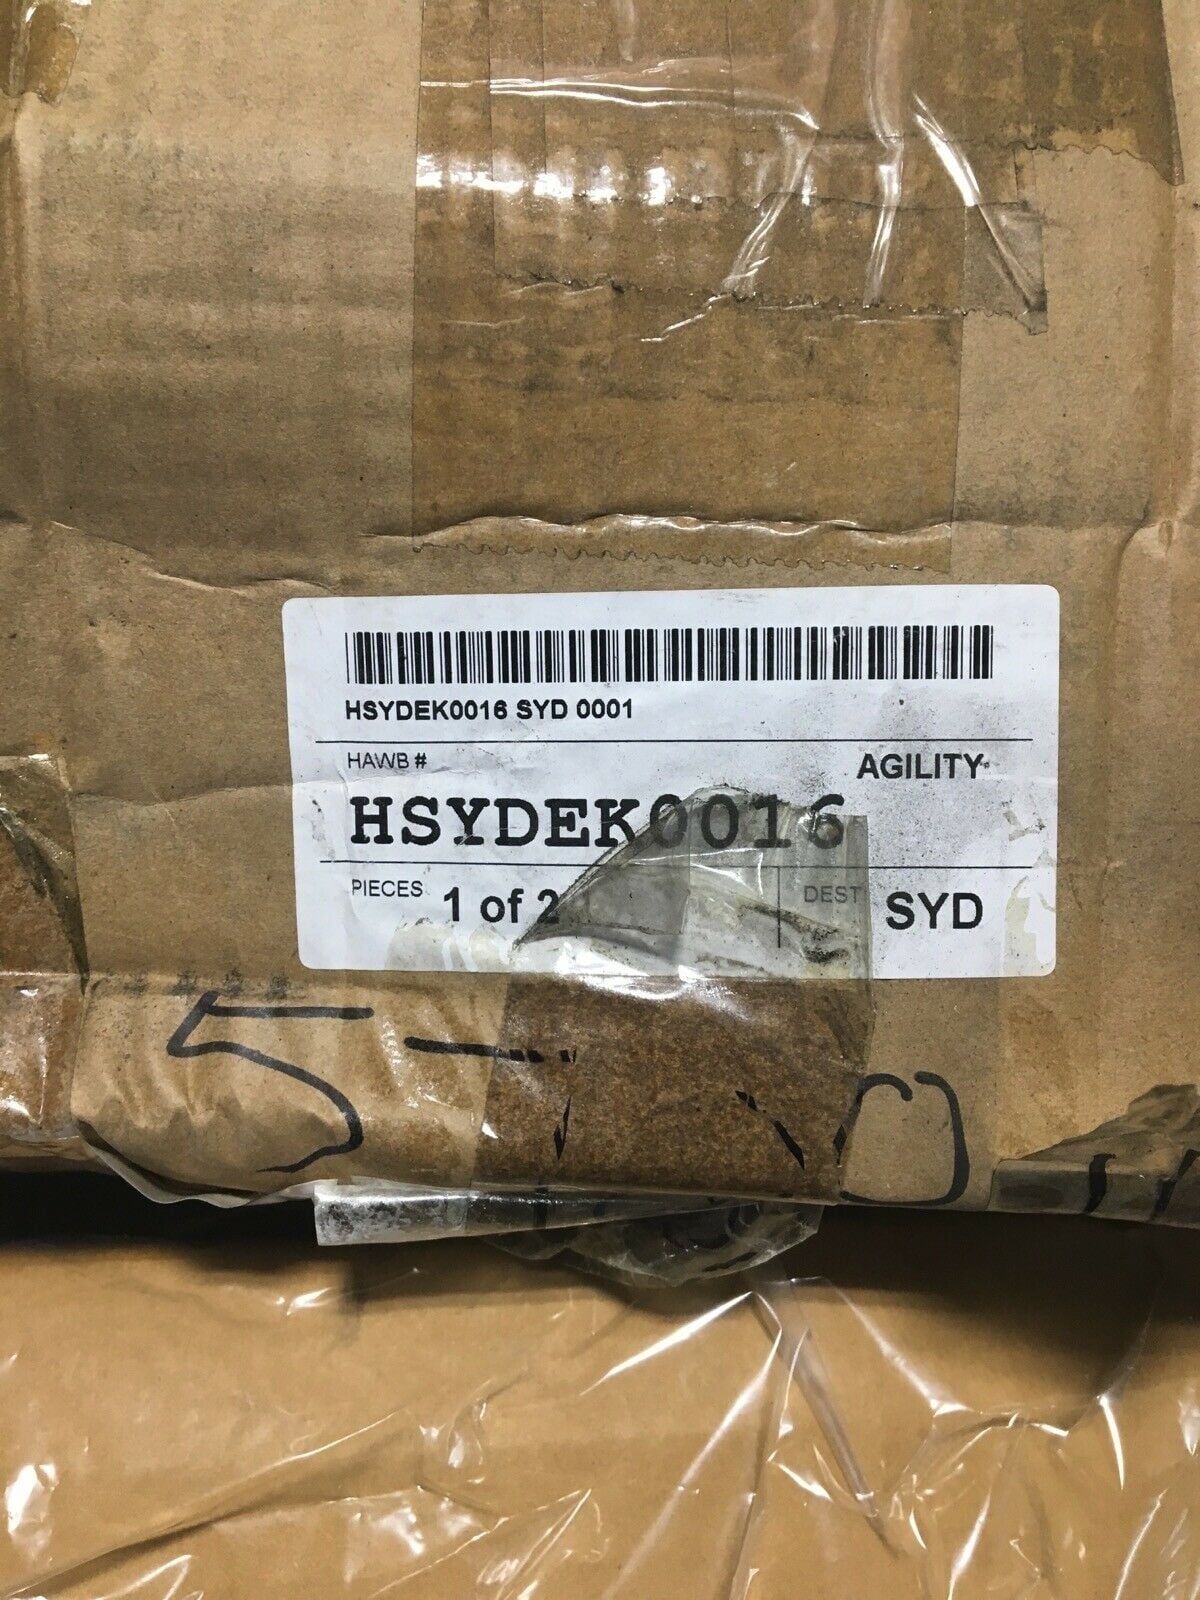 HSYDEK0016 SYD 0001
HAWB #
AGILITY
HSYDEK0016
PIECES 1 of 2 DEST SYD